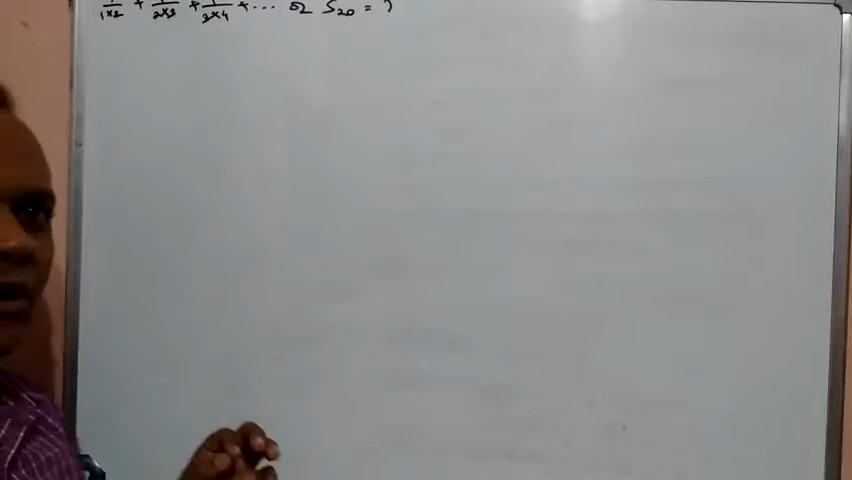 1/1×2 + 1/2×3 + 1/3×4 + ... S20 = ?